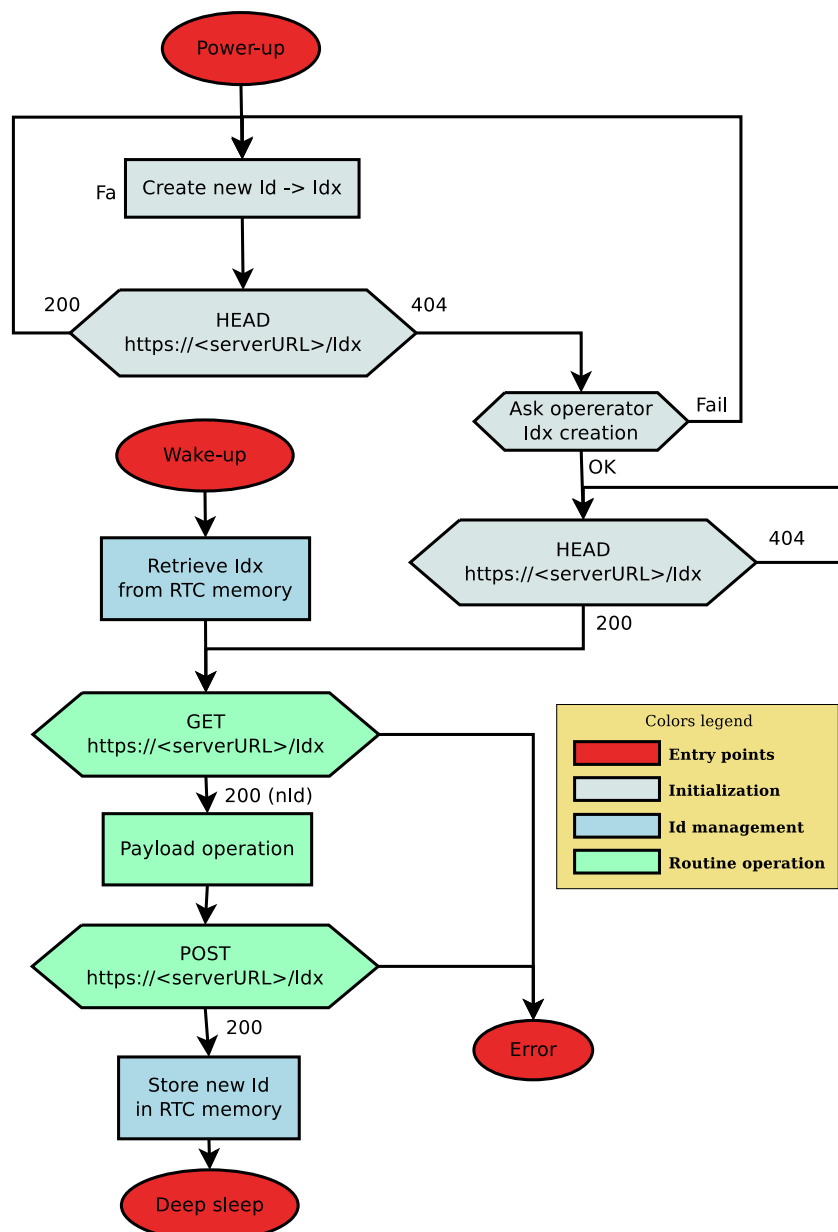 Power-up
Fa
Create new Id -> Idx
200
404
HEAD
https://<serverURL>/Idx
Ask opererator
Idx creation
Fail
OK
Wake-up
Retrieve Idx
from RTC memory
HEAD
https://<serverURL>/Idx
404
200
GET
https://<serverURL>/Idx
200 (nId)
Payload operation
POST
https://<serverURL>/Idx
200
Store new Id
in RTC memory
Deep sleep
Error
Colors legend
Entry points
Initialization
Id management
Routine operation